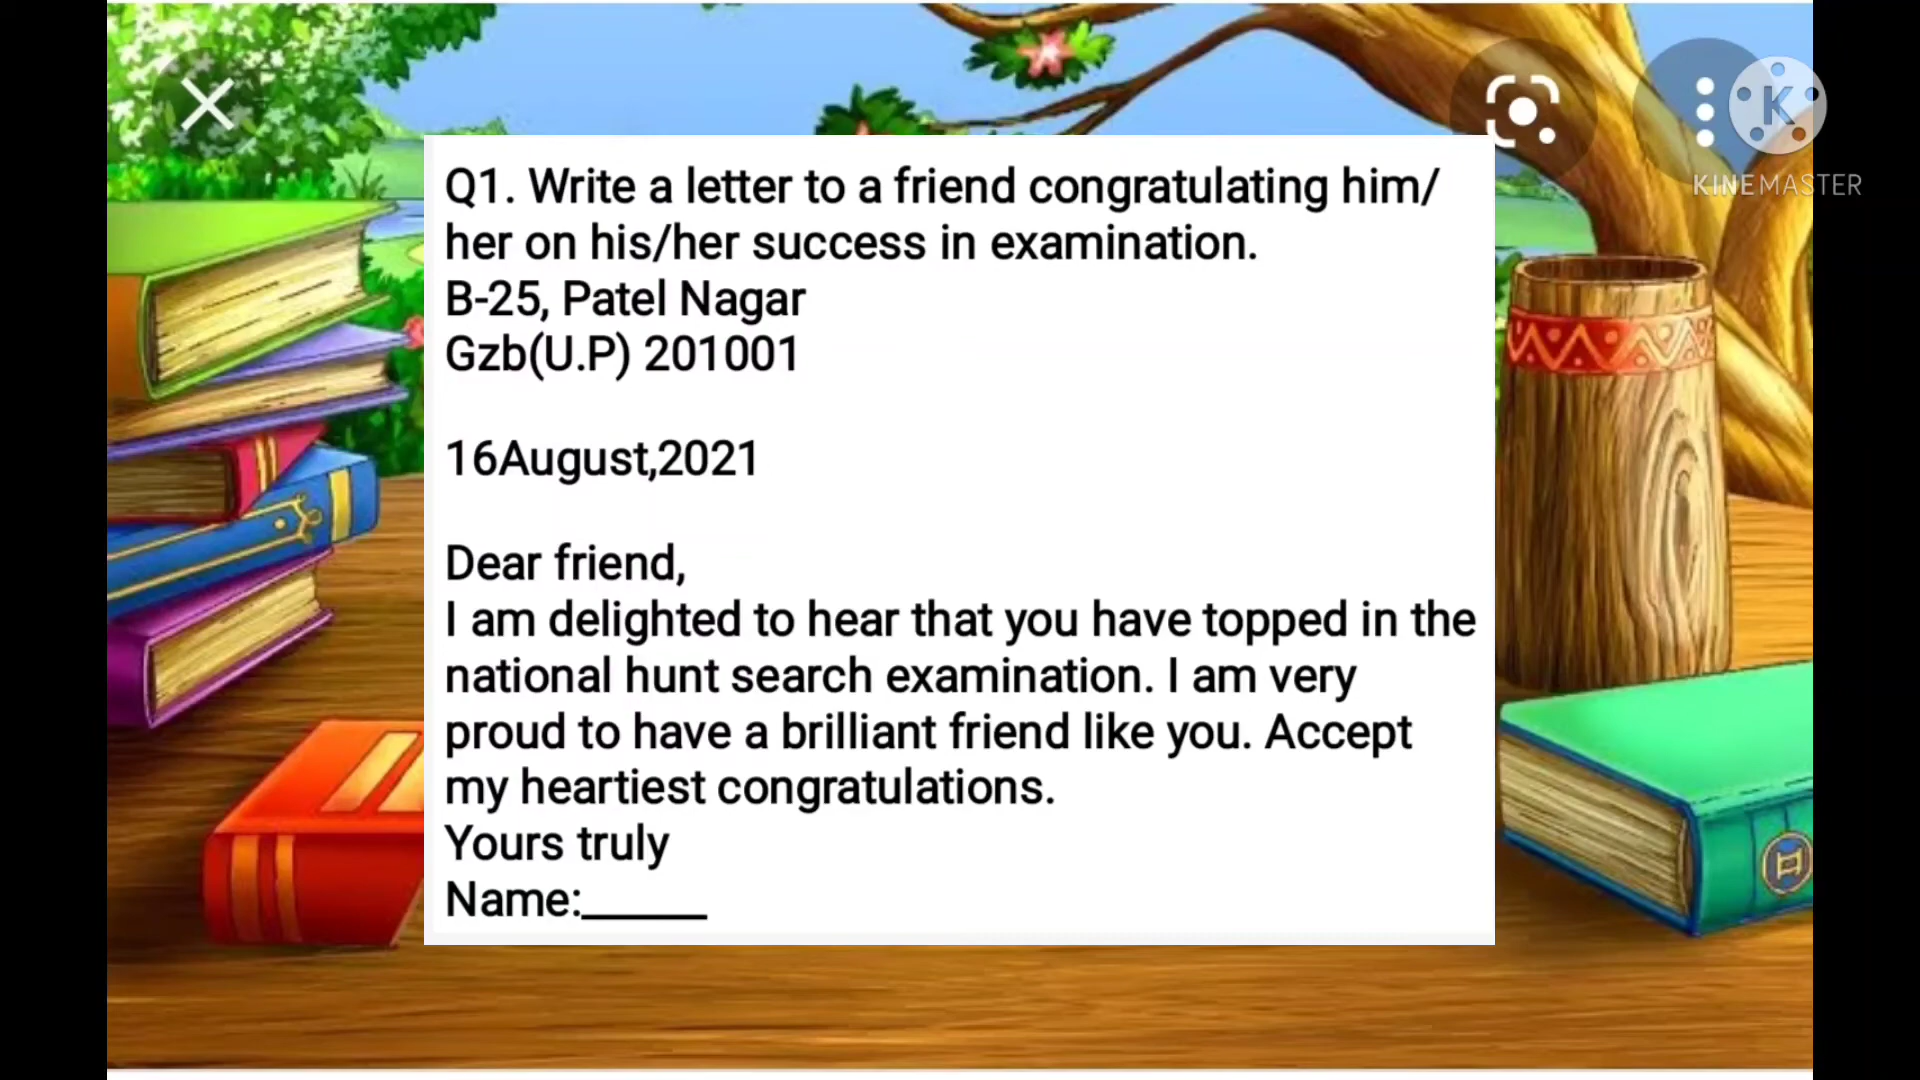 Q1. Write a letter to a friend congratulating him/
her on his/her success in examination.
B-25, Patel Nagar
Gzb(U.P) 201001
16August,2021
Dear friend,
I am delighted to hear that you have topped in the
national hunt search examination. I am very
proud to have a brilliant friend like you. Accept
my heartiest congratulations.
Yours truly
Name:______
K
KINEMASTER